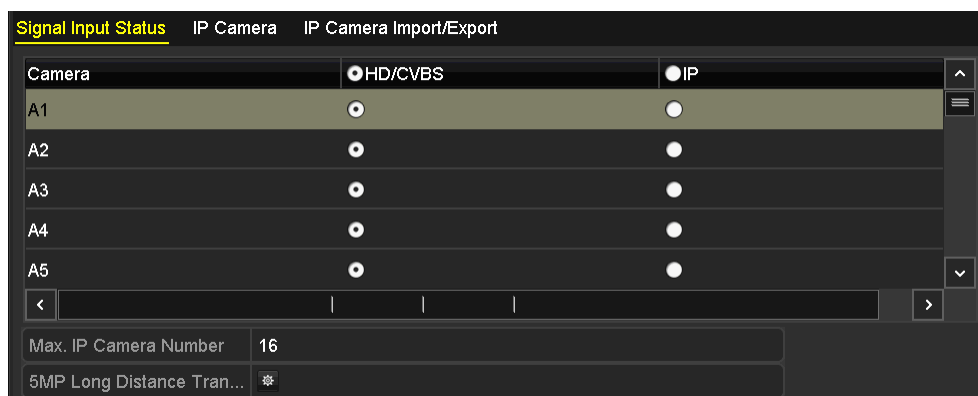 Signal Input Status IP Camera IP Camera Import/Export
Camera HD/CVBS IP
A1
A2
A3
A4
A5
Max. IP Camera Number 16
5MP Long Distance Tran...